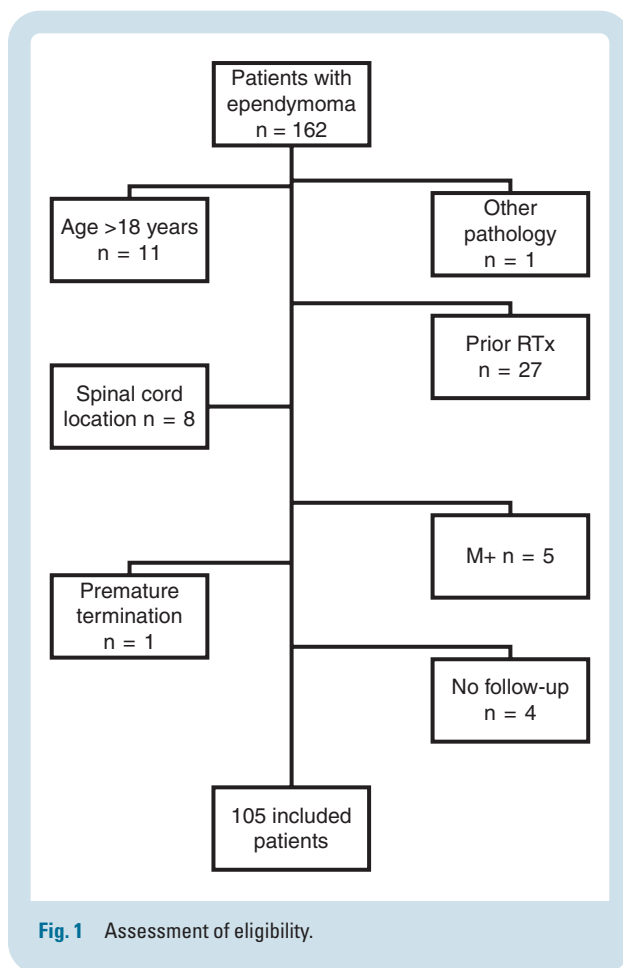 Patients with
ependymoma
n = 162
Age >18 years
n = 11
Other
pathology
n = 1
Prior RTx
n = 27
Spinal cord
location n = 8
M+ n = 5
Premature
termination
n = 1
No follow-up
n = 4
105 included
patients
Fig. 1 Assessment of eligibility.